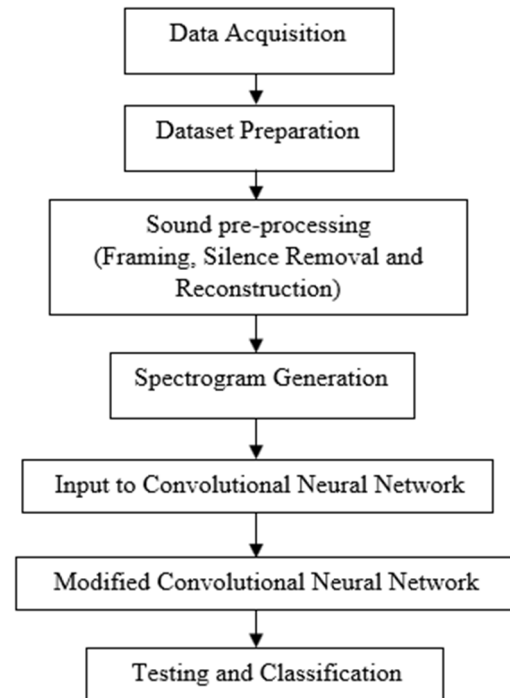 Data Acquisition
Dataset Preparation
Sound pre-processing
(Framing, Silence Removal and
Reconstruction)
Spectrogram Generation
Input to Convolutional Neural Network
Modified Convolutional Neural Network
Testing and Classification